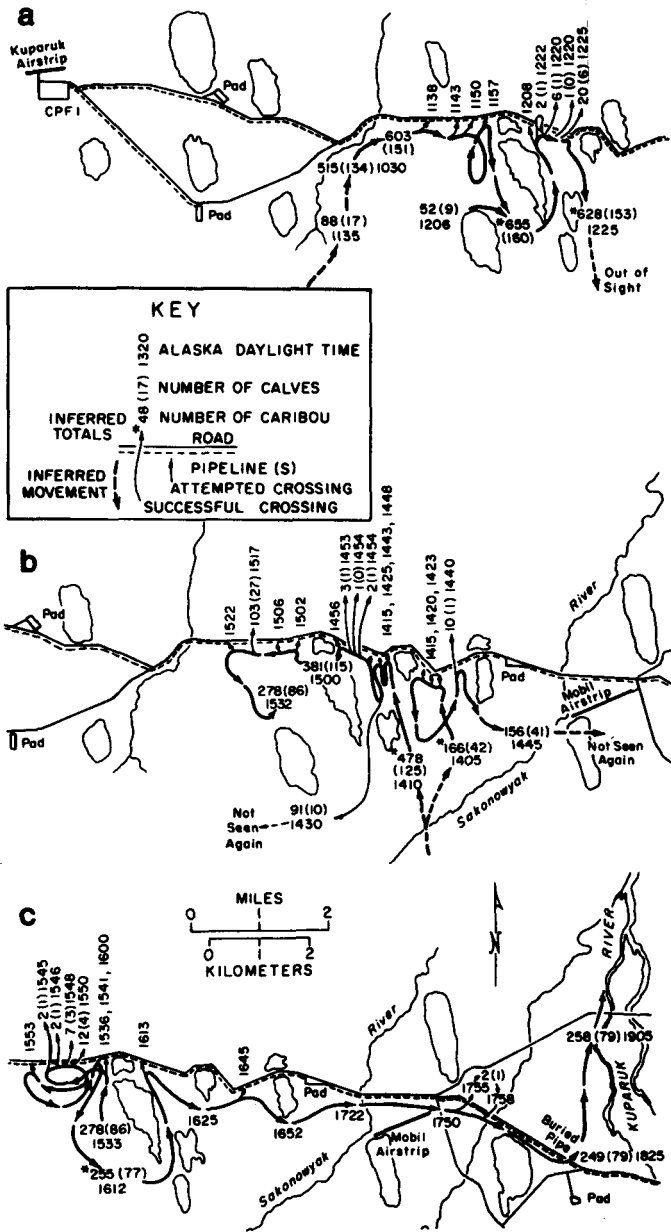 a
Kuparuk
Airstrip
CPF I
Pad
Pad
1138
1143
1150
1157
1208
2 (1) 1222
6 (1) 1220
1 (0) 1220
20 (6) 1225
603
(151)
515 (134) 1030
88 (17)
1135
52 (9)
1206
*655
(160)
*628 (153)
1225
Out of
Sight
KEY
*48 (17) 1320
ALASKA DAYLIGHT TIME
NUMBER OF CALVES
INFERRED
TOTALS
NUMBER OF CARIBOU
ROAD
INFERRED
MOVEMENT
PIPELINE (S)
ATTEMPTED CROSSING
SUCCESSFUL CROSSING
b
Pad
Pad
1522
103 (27) 1517
1506
1502
1456
3 (1) 1453
1 (0) 1454
2 (1) 1454
1415, 1425, 1443, 1448
1415, 1420, 1423
10 (1) 1440
River
381 (115)
1500
278 (86)
1532
Pad
Mobil
Airstrip
156 (41)
1445
Not Seen
Again
*478
(125)
1410
*166 (42)
1405
Sakonowyak
91 (10)
1430
Not
Seen
Again
c
MILES
0 1 2
0 1 2
KILOMETERS
N
1553
2 (1) 1545
2 (1) 1546
7 (3) 1548
12 (4) 1550
1536, 1541, 1600
1613
1645
River
RIVER
258 (79) 1905
KUPARUK
Pad
2 (1)
1755
1758
278 (86)
1533
1625
1652
1722
1750
*255 (77)
1612
Mobil
Airstrip
Buried
Pipe
249 (79) 1825
Sakonowyak
Pad